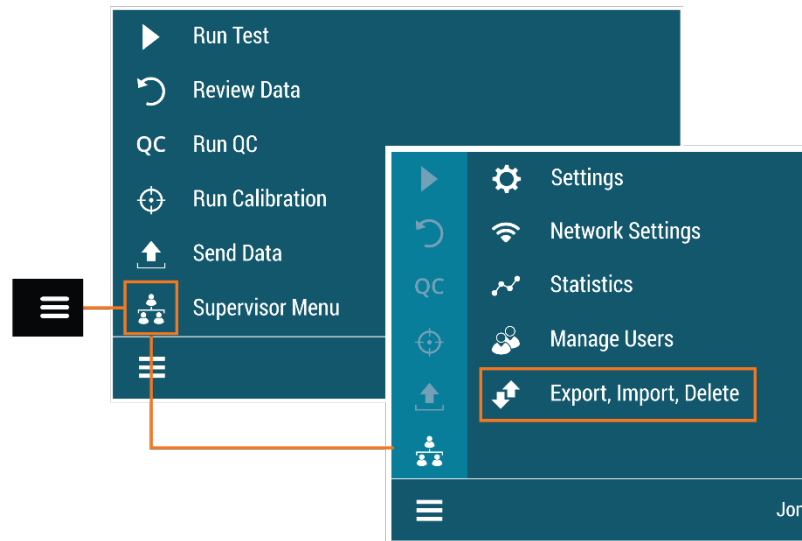 Run Test
Review Data
QC Run QC
Run Calibration
Send Data
Supervisor Menu
Settings
Network Settings
QC Statistics
Manage Users
Export, Import, Delete
Jon